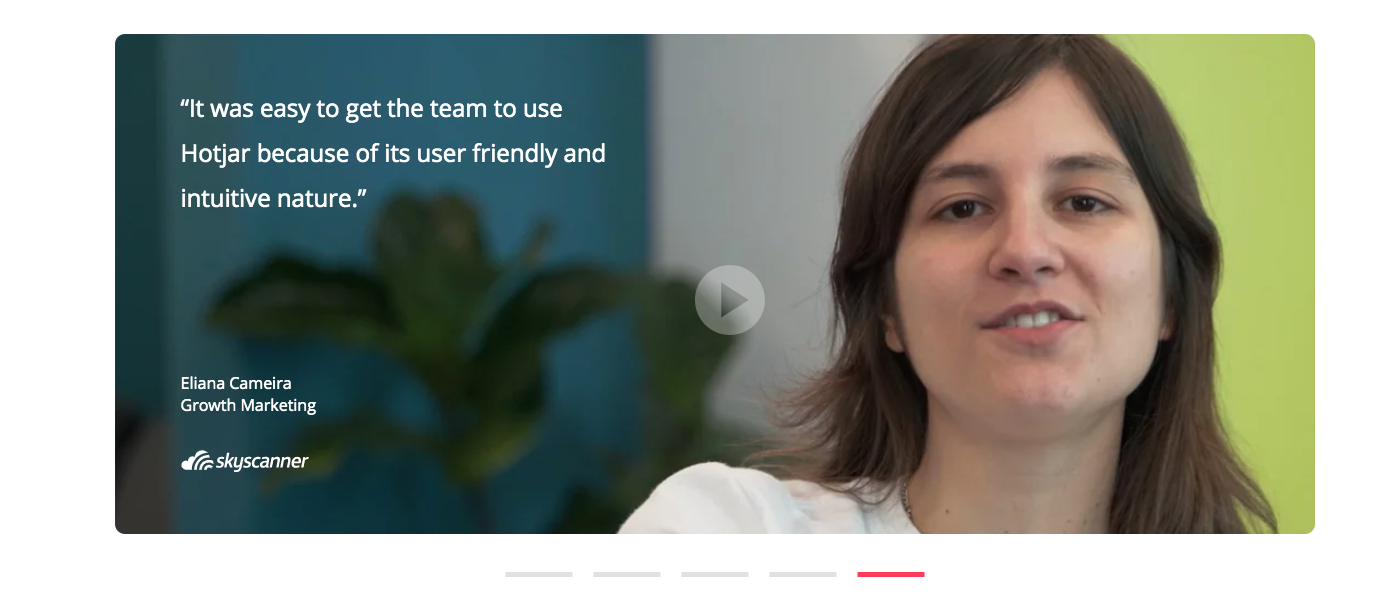 “It was easy to get the team to use
Hotjar because of its user friendly and
intuitive nature.”
Eliana Cameira
Growth Marketing
skyscanner